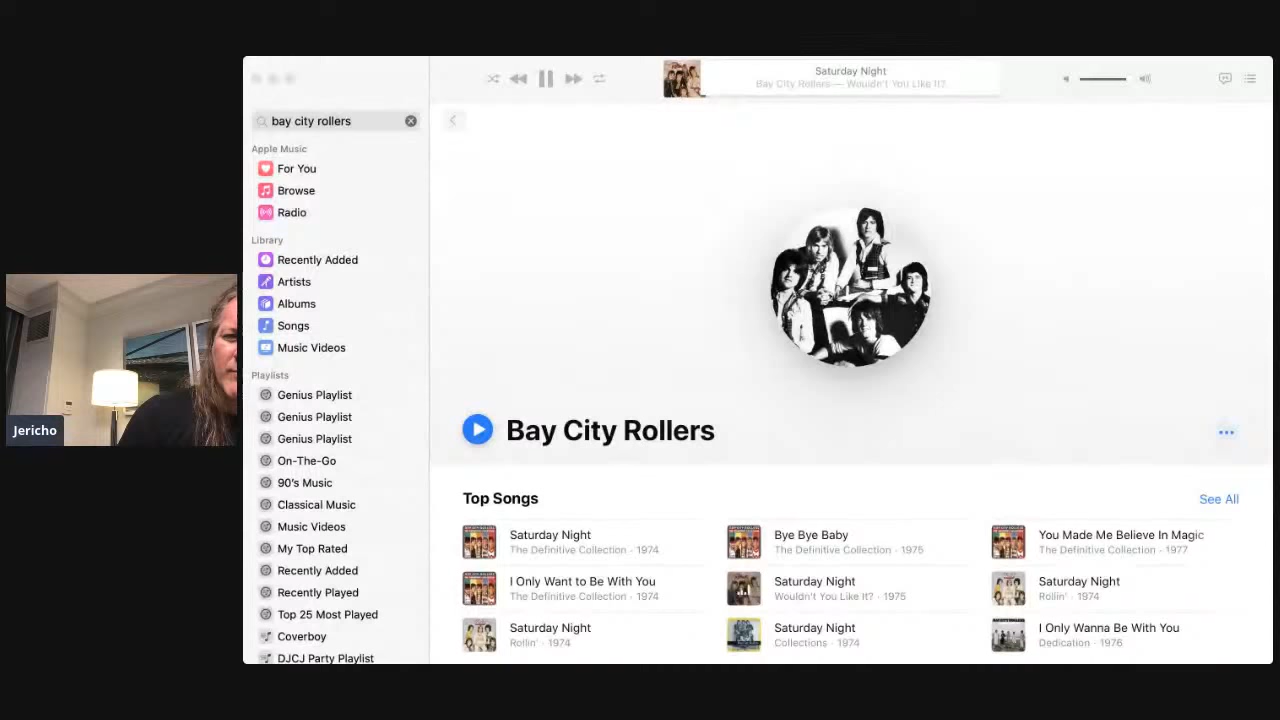 Saturday Night
Bay City Rollers — Wouldn't You Like It?
bay city rollers
Apple Music
For You
Browse
Radio
Library
Recently Added
Artists
Albums
Songs
Music Videos
Playlists
Genius Playlist
Genius Playlist
Genius Playlist
On-The-Go
90's Music
Classical Music
Music Videos
My Top Rated
Recently Added
Recently Played
Top 25 Most Played
Coverboy
DJCJ Party Playlist
Jericho
Bay City Rollers
Top Songs
See All
Saturday Night
The Definitive Collection · 1974
Bye Bye Baby
The Definitive Collection · 1975
You Made Me Believe In Magic
The Definitive Collection · 1977
I Only Want to Be With You
The Definitive Collection · 1974
Saturday Night
Wouldn't You Like It? · 1975
Saturday Night
Rollin' · 1974
Saturday Night
Rollin' · 1974
Saturday Night
Collections · 1974
I Only Wanna Be With You
Dedication · 1976